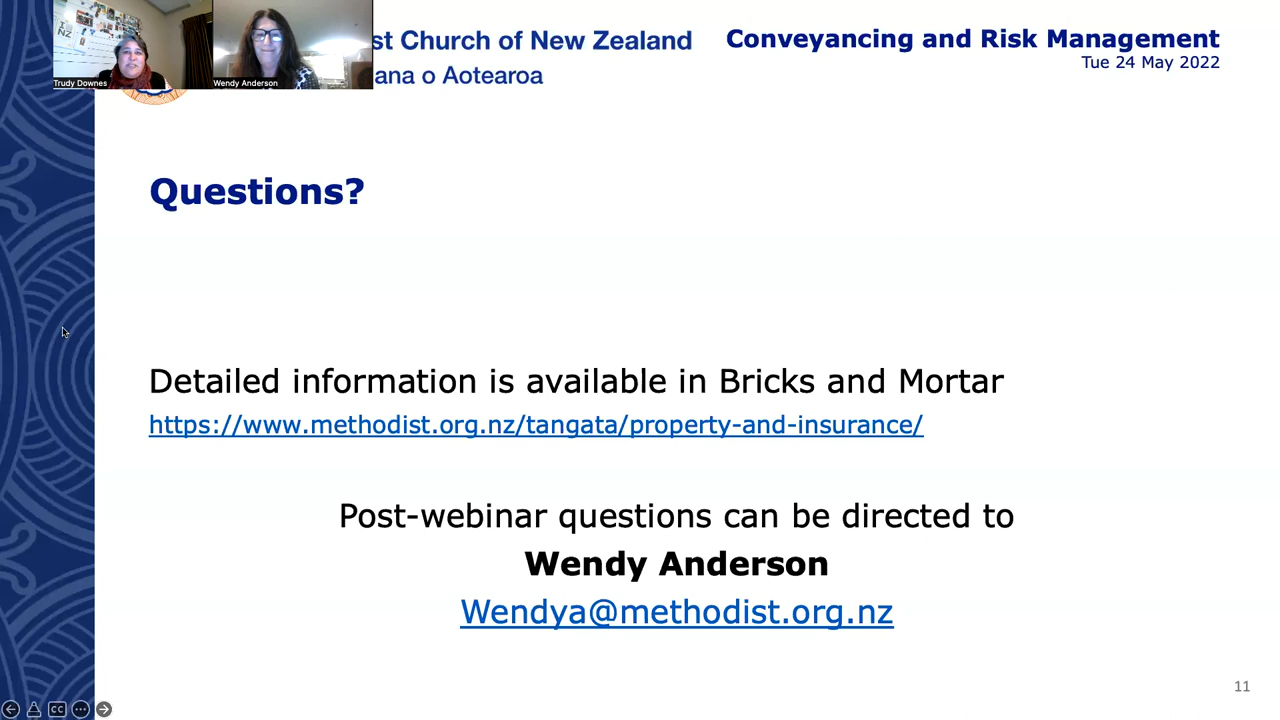 Trudy Downes
Wendy Anderson
st Church of New Zealand
ana o Aotearoa
Conveyancing and Risk Management
Tue 24 May 2022
Questions?
Detailed information is available in Bricks and Mortar
https://www.methodist.org.nz/tangata/property-and-insurance/
Post-webinar questions can be directed to
Wendy Anderson
Wendya@methodist.org.nz
11
CC